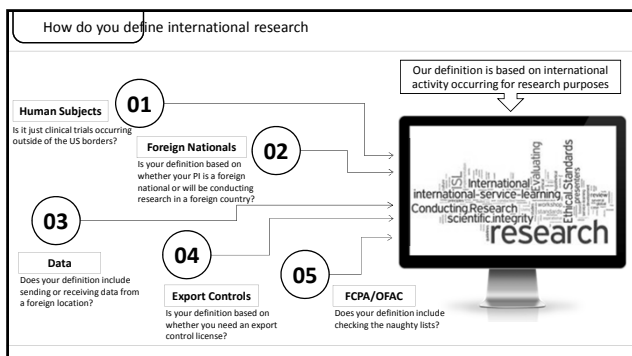 How do you define international research
Our definition is based on international
activity occurring for research purposes
01
Human Subjects
Is it just clinical trials occurring
outside of the US borders?
02
Foreign Nationals
Is your definition based on
whether your PI is a foreign
national or will be conducting
research in a foreign country?
03
Data
Does your definition include
sending or receiving data from
a foreign location?
04
Export Controls
Is your definition based on
whether you need an export
control license?
05
FCPA/OFAC
Does your definition include
checking the naughty lists?
ISL
International
international-service-learning
Conducting Research
scientific.integrity
research
Evaluating
Ethical Standards
presenters
review
workshop